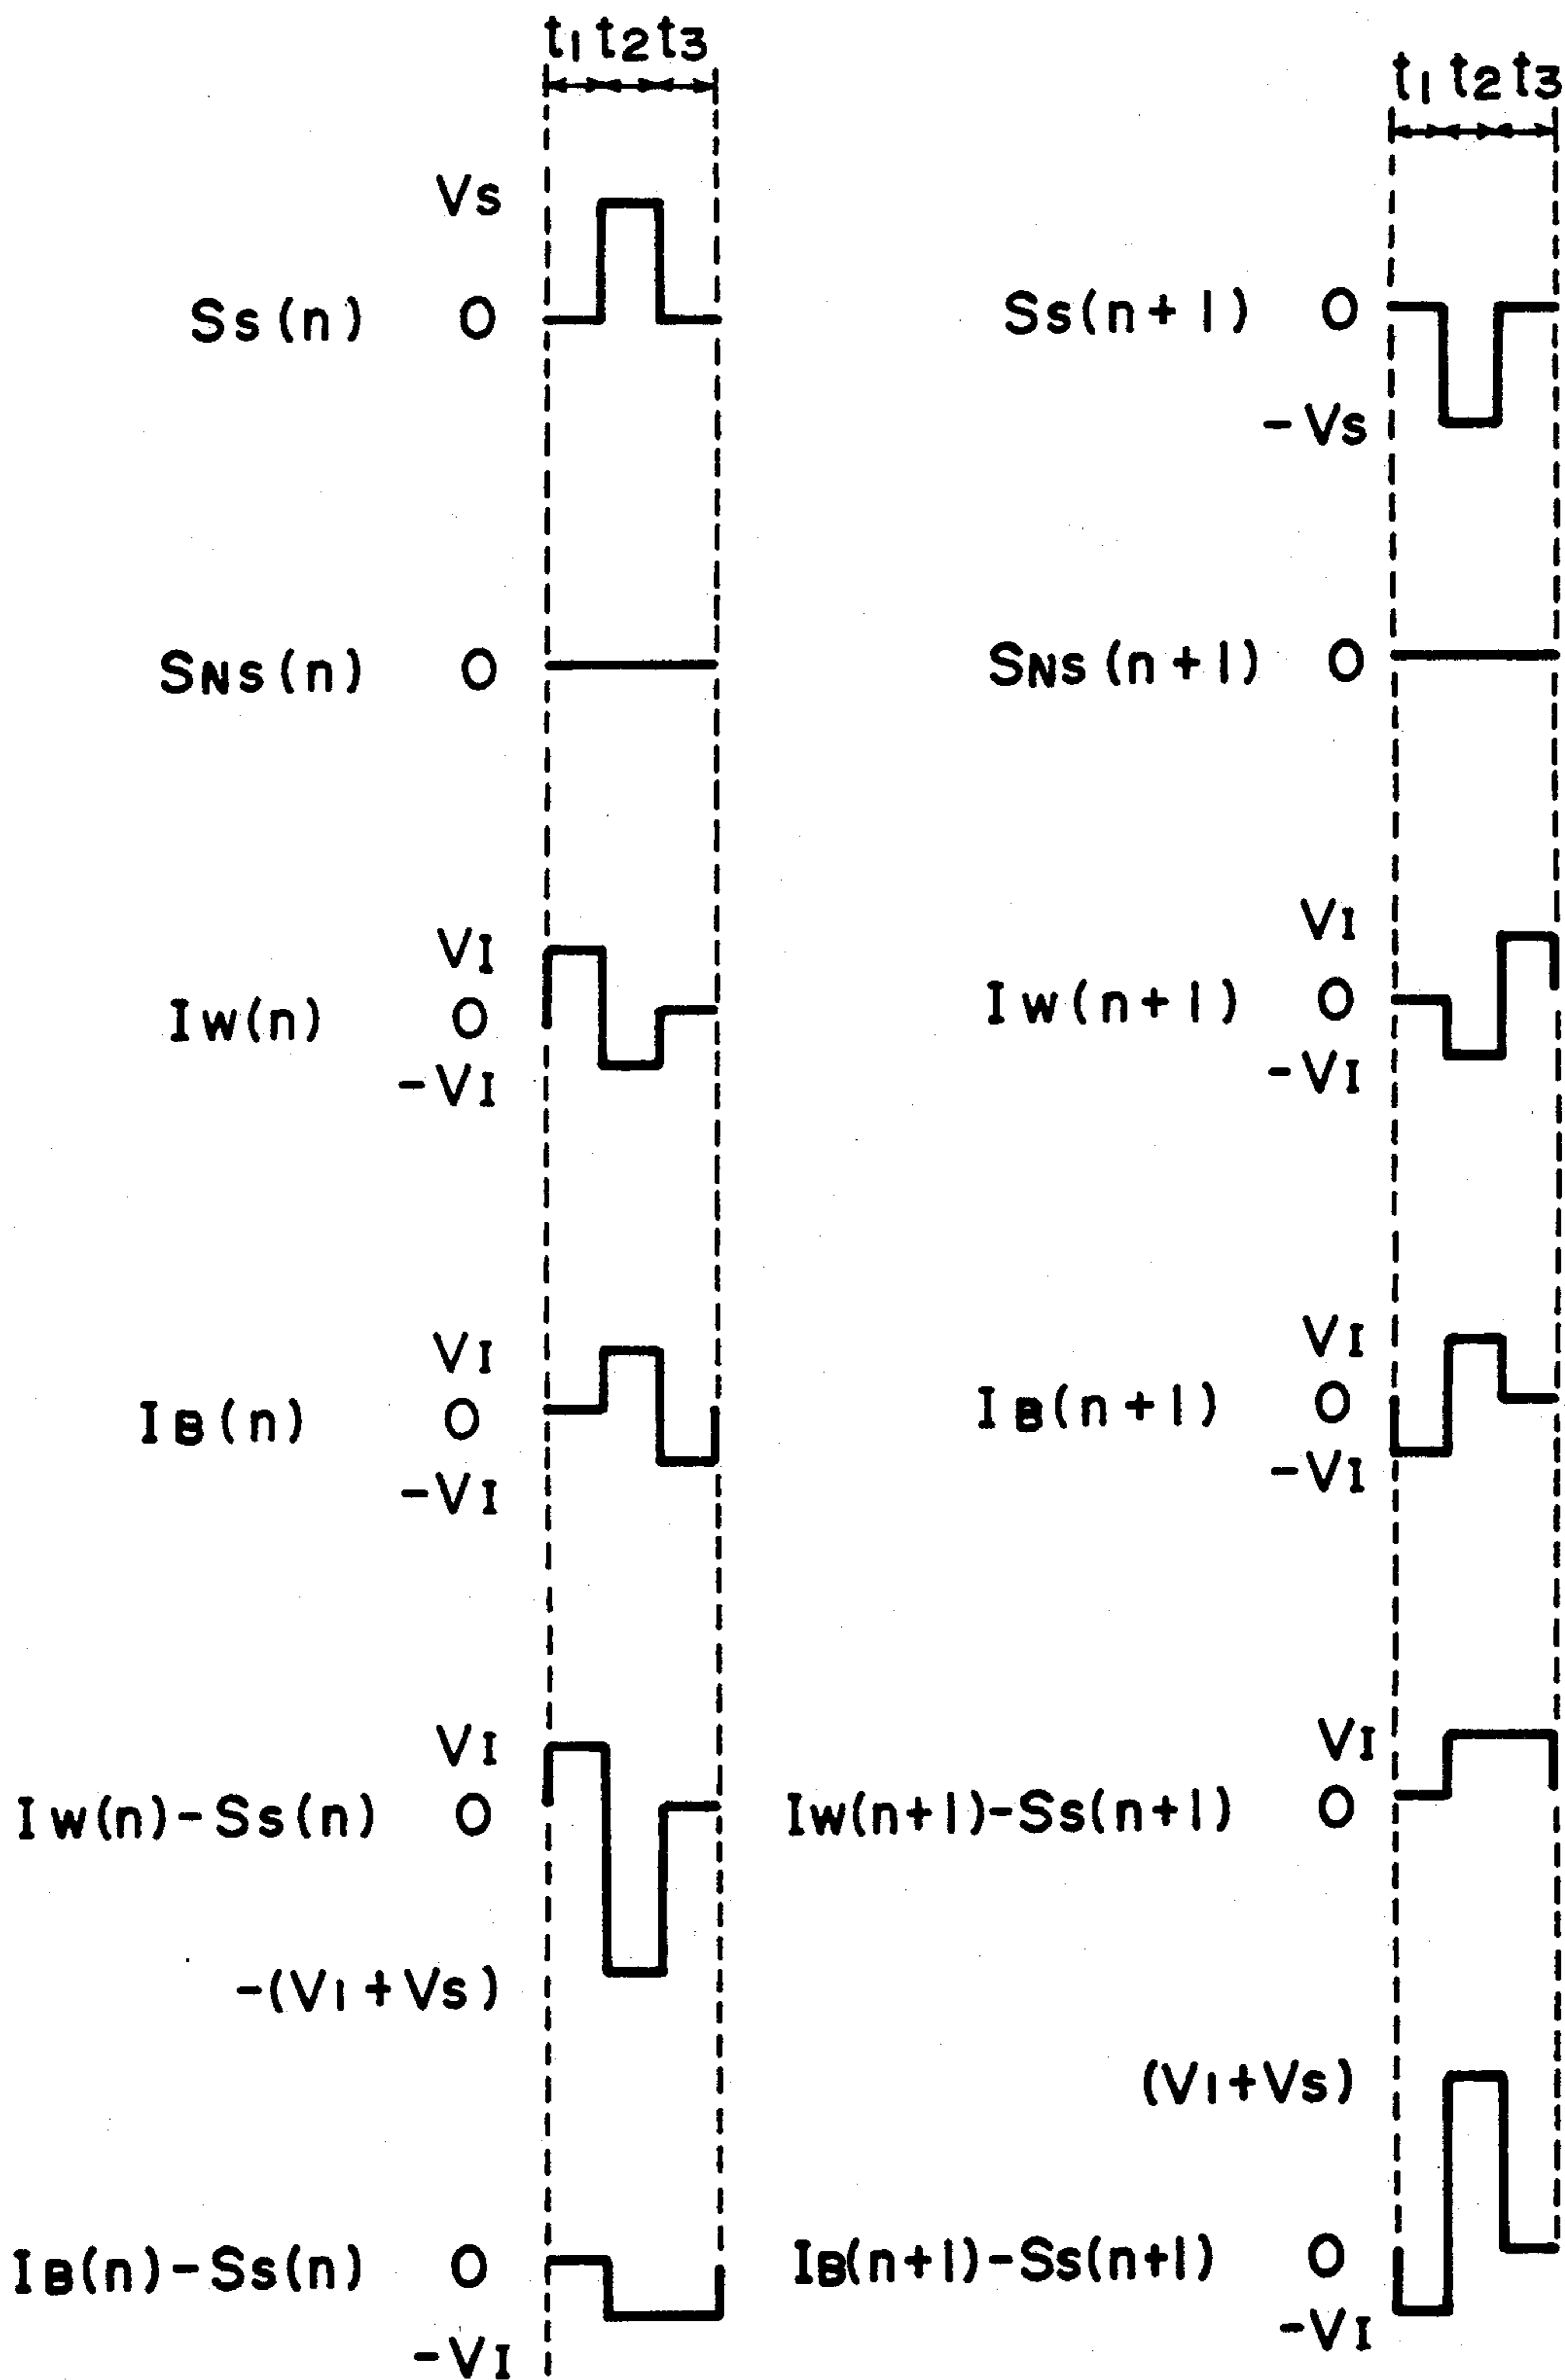 t1 t2 t3
Vs
Ss(n) 0
SNs(n) 0
VI
Iw(n) 0
-VI
VI
IB(n) 0
-VI
VI
Iw(n)-Ss(n) 0
-(VI+Vs)
IB(n)-Ss(n) 0
-VI
t1 t2 t3
Ss(n+1) 0
-Vs
SNs(n+1) 0
VI
Iw(n+1) 0
-VI
VI
IB(n+1) 0
-VI
VI
Iw(n+1)-Ss(n+1) 0
(VI+Vs)
IB(n+1)-Ss(n+1) 0
-VI